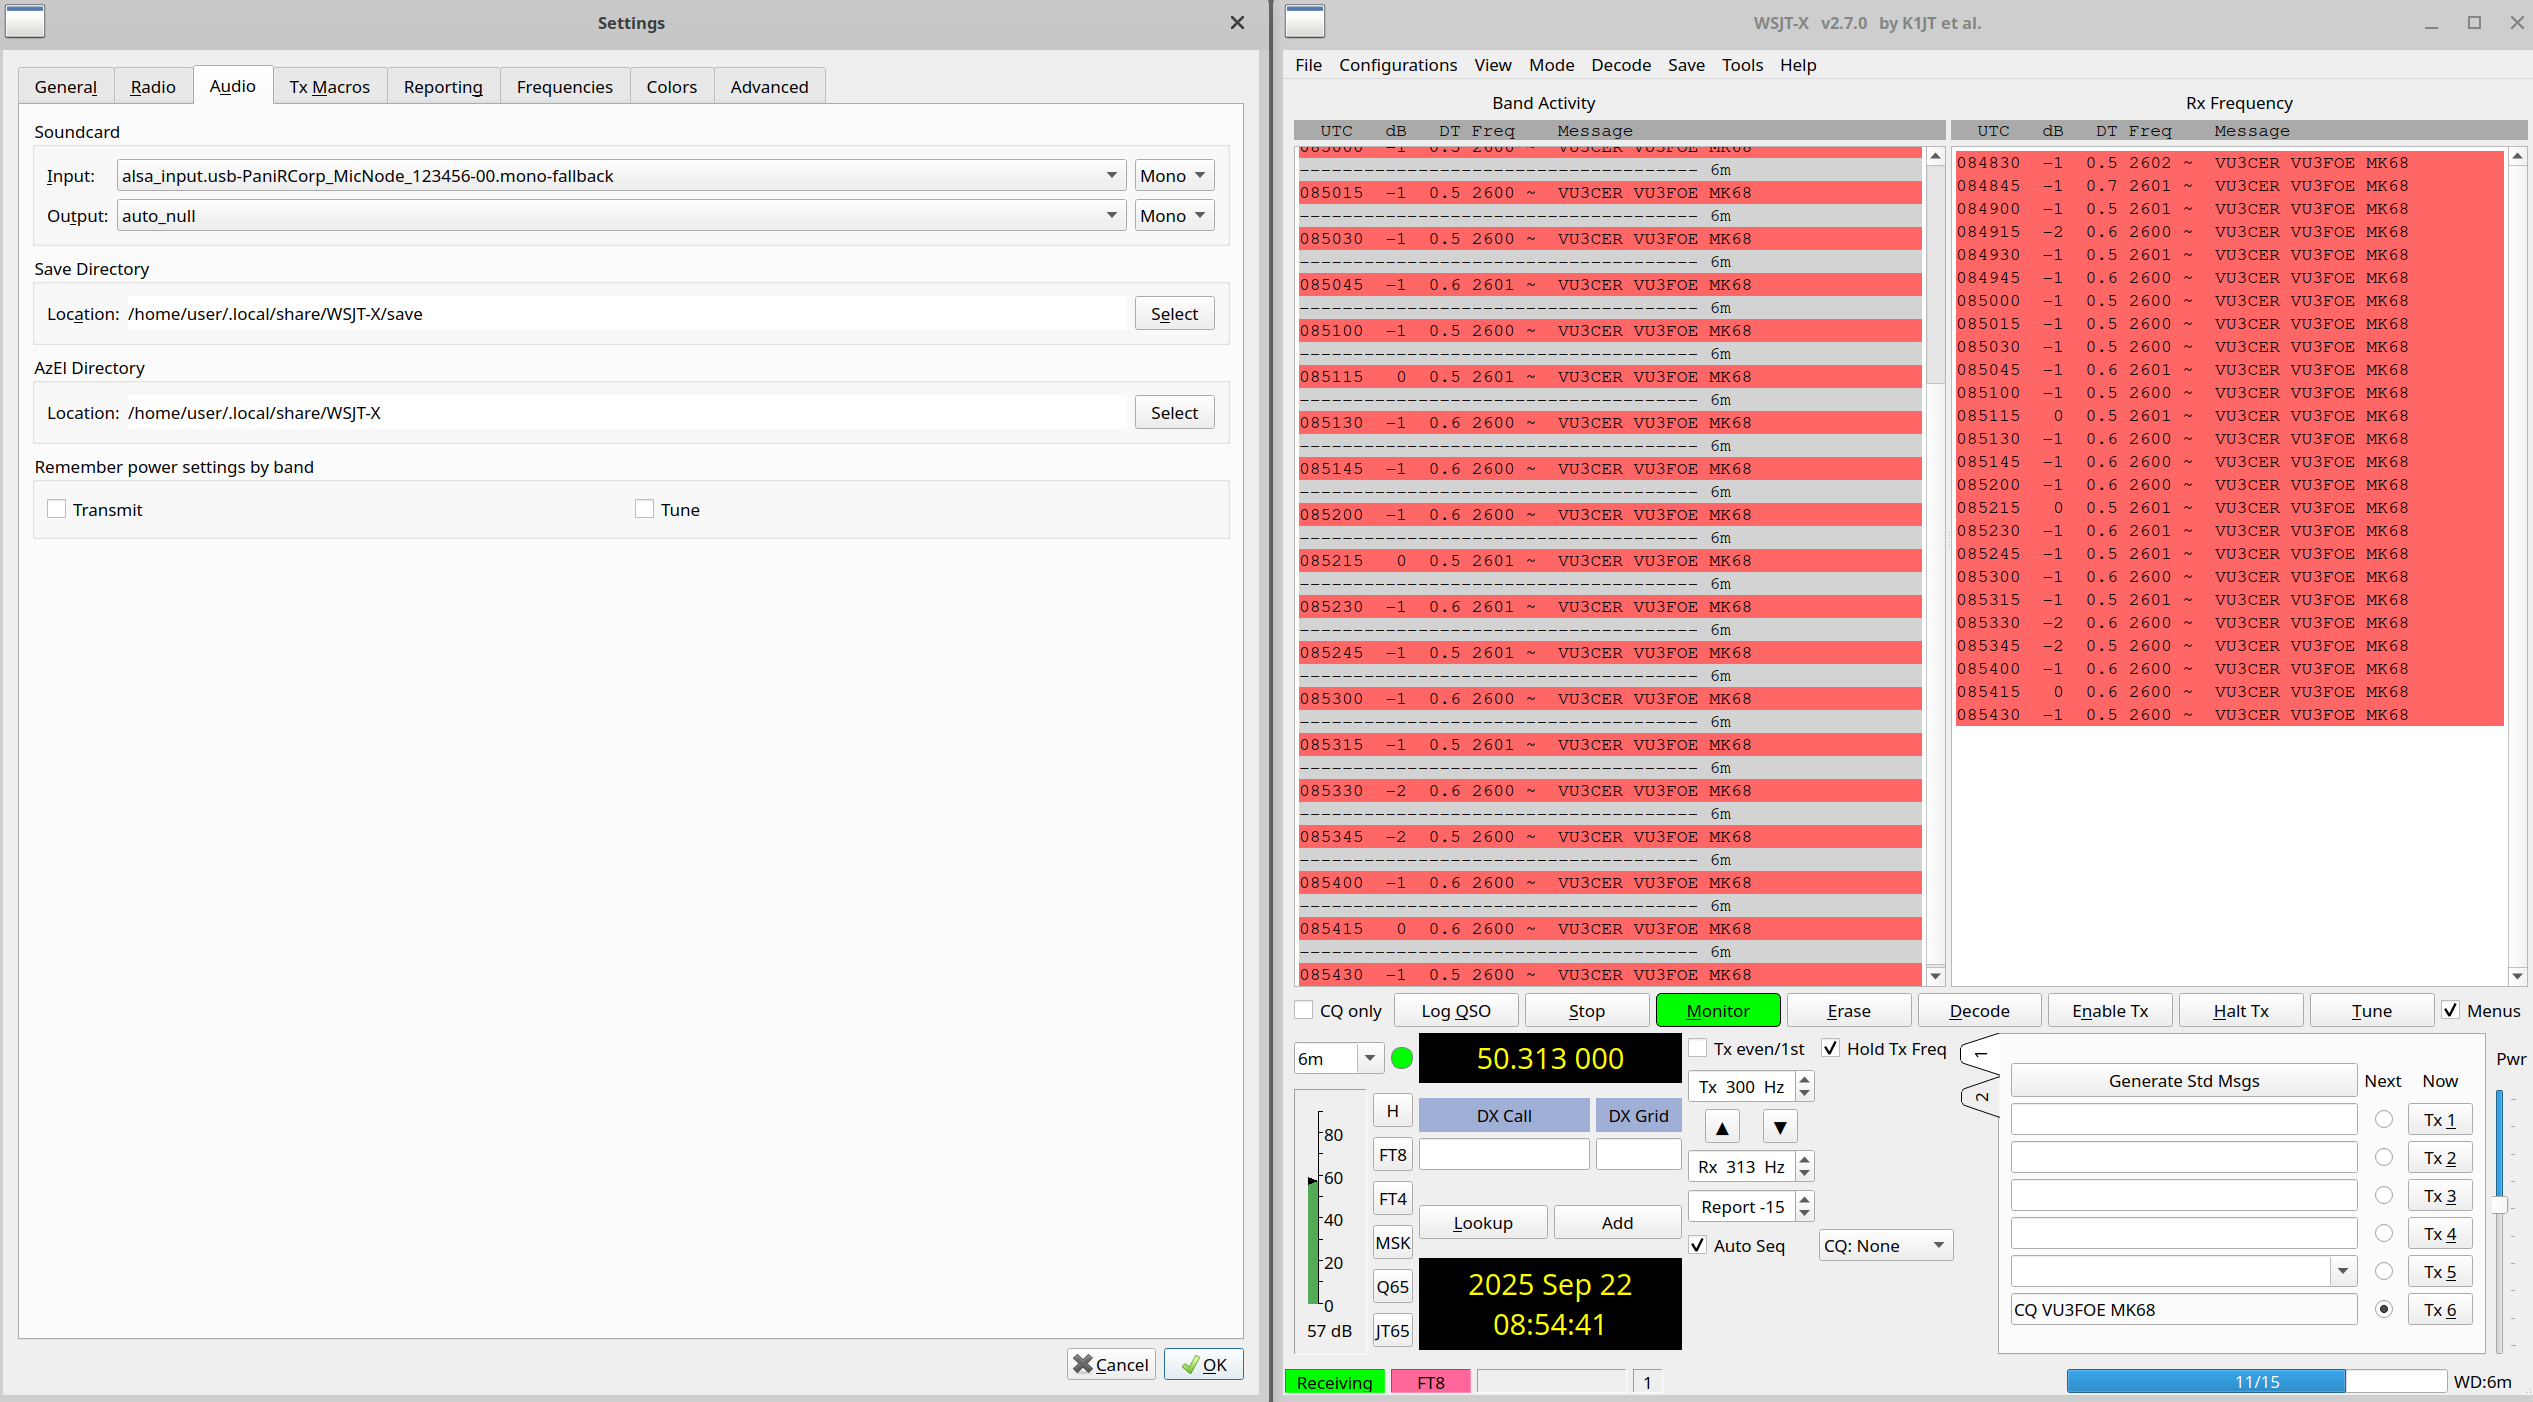 Settings
General Radio Audio Tx Macros Reporting Frequencies Colors Advanced
Soundcard
Input: alsa_input.usb-PaniRCorp_MicNode_123456-00.mono-fallback Mono
Output: auto_null Mono
Save Directory
Location: /home/user/.local/share/WSJT-X/save Select
AzEl Directory
Location: /home/user/.local/share/WSJT-X Select
Remember power settings by band
Transmit Tune
Cancel OK
WSJT-X v2.7.0 by K1JT et al.
File Configurations View Mode Decode Save Tools Help
Band Activity
UTC dB DT Freq Message
085000 -1 0.5 2600 ~ VU3CER VU3FOE MK68
------------------------------------- 6m
085015 -1 0.5 2600 ~ VU3CER VU3FOE MK68
------------------------------------- 6m
085030 -1 0.5 2600 ~ VU3CER VU3FOE MK68
------------------------------------- 6m
085045 -1 0.6 2601 ~ VU3CER VU3FOE MK68
------------------------------------- 6m
085100 -1 0.5 2600 ~ VU3CER VU3FOE MK68
------------------------------------- 6m
085115 0 0.5 2601 ~ VU3CER VU3FOE MK68
------------------------------------- 6m
085130 -1 0.6 2600 ~ VU3CER VU3FOE MK68
------------------------------------- 6m
085145 -1 0.6 2600 ~ VU3CER VU3FOE MK68
------------------------------------- 6m
085200 -1 0.6 2600 ~ VU3CER VU3FOE MK68
------------------------------------- 6m
085215 0 0.5 2601 ~ VU3CER VU3FOE MK68
------------------------------------- 6m
085230 -1 0.6 2601 ~ VU3CER VU3FOE MK68
------------------------------------- 6m
085245 -1 0.5 2601 ~ VU3CER VU3FOE MK68
------------------------------------- 6m
085300 -1 0.6 2600 ~ VU3CER VU3FOE MK68
------------------------------------- 6m
085315 -1 0.5 2601 ~ VU3CER VU3FOE MK68
------------------------------------- 6m
085330 -2 0.6 2600 ~ VU3CER VU3FOE MK68
------------------------------------- 6m
085345 -2 0.5 2600 ~ VU3CER VU3FOE MK68
------------------------------------- 6m
085400 -1 0.6 2600 ~ VU3CER VU3FOE MK68
------------------------------------- 6m
085415 0 0.6 2600 ~ VU3CER VU3FOE MK68
------------------------------------- 6m
085430 -1 0.5 2600 ~ VU3CER VU3FOE MK68
Rx Frequency
UTC dB DT Freq Message
084830 -1 0.5 2602 ~ VU3CER VU3FOE MK68
084845 -1 0.7 2601 ~ VU3CER VU3FOE MK68
084900 -1 0.5 2601 ~ VU3CER VU3FOE MK68
084915 -2 0.6 2600 ~ VU3CER VU3FOE MK68
084930 -1 0.5 2601 ~ VU3CER VU3FOE MK68
084945 -1 0.6 2600 ~ VU3CER VU3FOE MK68
085000 -1 0.5 2600 ~ VU3CER VU3FOE MK68
085015 -1 0.5 2600 ~ VU3CER VU3FOE MK68
085030 -1 0.5 2600 ~ VU3CER VU3FOE MK68
085045 -1 0.6 2601 ~ VU3CER VU3FOE MK68
085100 -1 0.5 2600 ~ VU3CER VU3FOE MK68
085115 0 0.5 2601 ~ VU3CER VU3FOE MK68
085130 -1 0.6 2600 ~ VU3CER VU3FOE MK68
085145 -1 0.6 2600 ~ VU3CER VU3FOE MK68
085200 -1 0.6 2600 ~ VU3CER VU3FOE MK68
085215 0 0.5 2601 ~ VU3CER VU3FOE MK68
085230 -1 0.6 2601 ~ VU3CER VU3FOE MK68
085245 -1 0.5 2601 ~ VU3CER VU3FOE MK68
085300 -1 0.6 2600 ~ VU3CER VU3FOE MK68
085315 -1 0.5 2601 ~ VU3CER VU3FOE MK68
085330 -2 0.6 2600 ~ VU3CER VU3FOE MK68
085345 -2 0.5 2600 ~ VU3CER VU3FOE MK68
085400 -1 0.6 2600 ~ VU3CER VU3FOE MK68
085415 0 0.6 2600 ~ VU3CER VU3FOE MK68
085430 -1 0.5 2600 ~ VU3CER VU3FOE MK68
CQ only Log QSO Stop Monitor Erase Decode Enable Tx Halt Tx Tune Menus
6m 50.313 000 Tx even/1st Hold Tx Freq
Tx 300 Hz
Rx 313 Hz
Report -15
Auto Seq CQ: None
80
60
40
20
0
57 dB
H
FT8
FT4
MSK
Q65
JT65
DX Call DX Grid
Lookup Add
2025 Sep 22
08:54:41
1
2
Generate Std Msgs Next Now
Pwr
Tx 1
Tx 2
Tx 3
Tx 4
Tx 5
CQ VU3FOE MK68 Tx 6
Receiving FT8 1 11/15 WD:6m